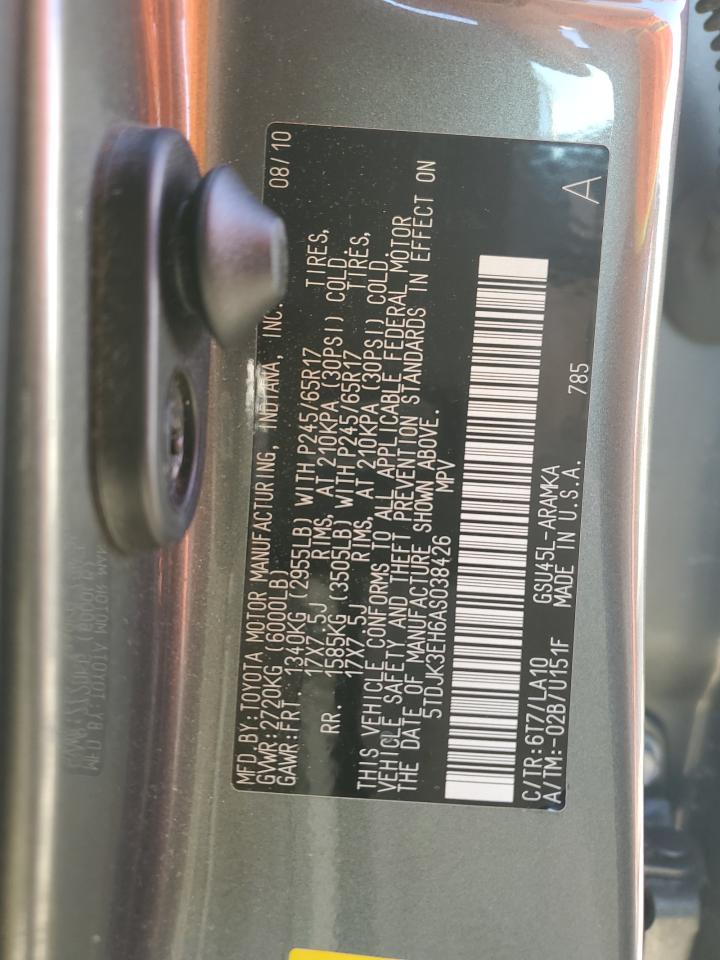 MFD.BY:TOYOTA MOTOR MANUFACTURING, INDIANA, INC. 08/10
GVWR:2720KG (6000LB)
GAWR:FRT. 1340KG (2955LB) WITH P245/65R17 TIRES,
17X7.5J RIMS, AT 210KPA (30PSI) COLD.
RR. 1585KG (3505LB) WITH P245/65R17 TIRES,
17X7.5J RIMS, AT 210KPA (30PSI) COLD.
THIS VEHICLE CONFORMS TO ALL APPLICABLE FEDERAL MOTOR
VEHICLE SAFETY AND THEFT PREVENTION STANDARDS IN EFFECT ON
THE DATE OF MANUFACTURE SHOWN ABOVE.
5TDJK3EH6AS038426 MPV
C/TR:6T7/LA10 GSU45L-ARAMKA 785 A
A/TM:-02B/U151F MADE IN U.S.A.